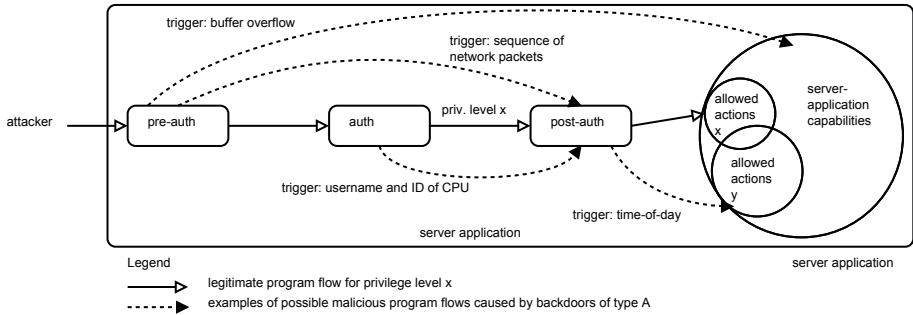 trigger: buffer overflow
trigger: sequence of
network packets
attacker
pre-auth
auth
priv. level x
post-auth
allowed
actions
x
server-
application
capabilities
allowed
actions
y
trigger: username and ID of CPU
trigger: time-of-day
server application
Legend
server application
legitimate program flow for privilege level x
examples of possible malicious program flows caused by backdoors of type A